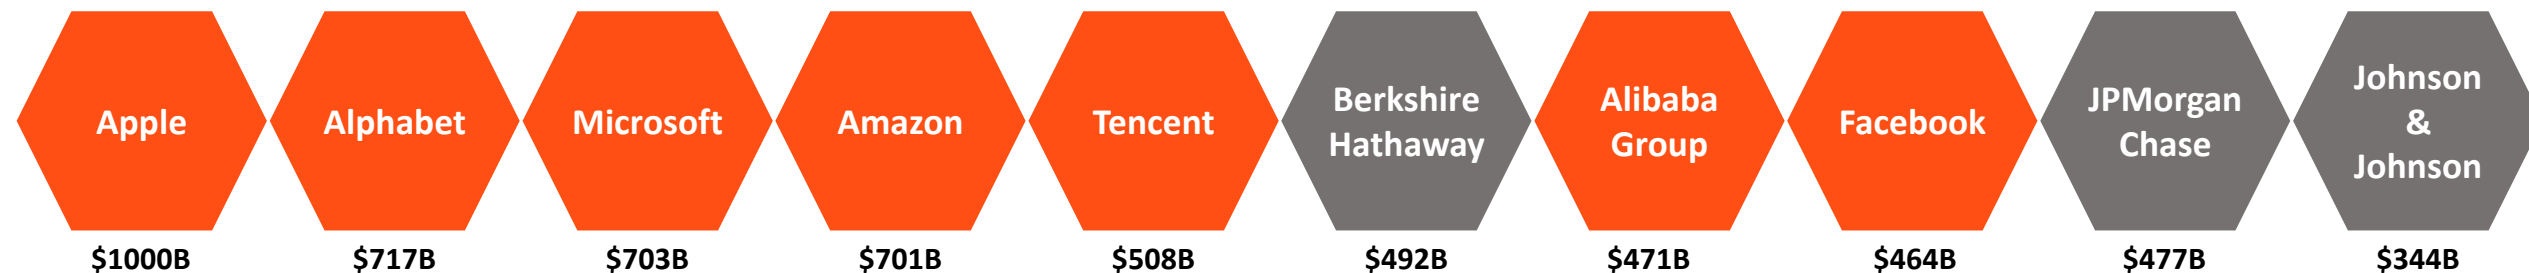 Apple
Alphabet
Microsoft
Amazon
Tencent
Berkshire
Hathaway
Alibaba
Group
Facebook
JPMorgan
Chase
Johnson
&
Johnson
$1000B
$717B
$703B
$701B
$508B
$492B
$471B
$464B
$477B
$344B